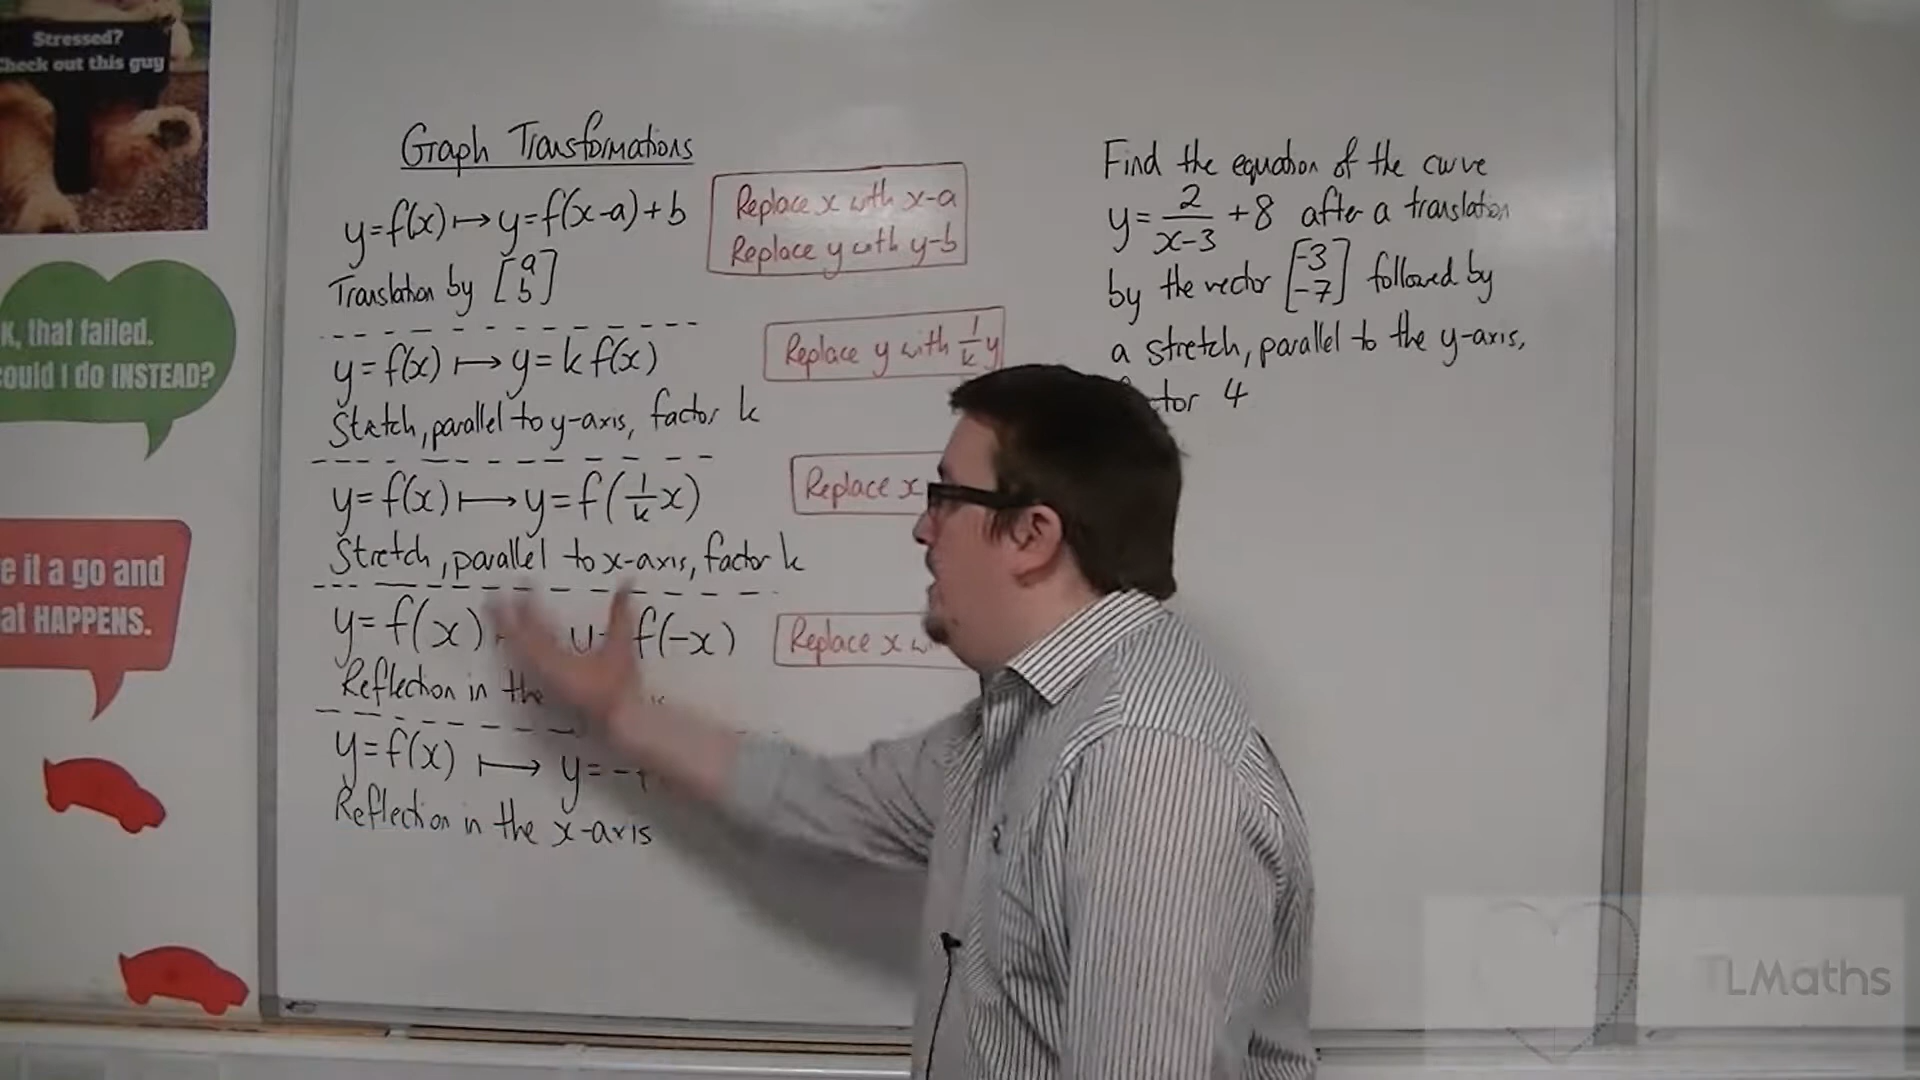 Stressed?
Check out this guy
K, that failed.
ould I do INSTEAD?
e it a go and
at HAPPENS.
Graph Transformations
y=f(x) ↦ y=f(x-a)+b
Translation by [a b]
Replace x with x-a
Replace y with y-b
y=f(x) ↦ y=k f(x)
Stretch, parallel to y-axis, factor k
Replace y with 1/k y
y=f(x) ↦ y=f(1/k x)
Stretch, parallel to x-axis, factor k
Replace x
y=f(x) y= f(-x)
Reflection in the
Replace x
y=f(x) ↦ y=-
Reflection in the x-axis
Find the equation of the curve
y=2/(x-3) +8 after a translation
by the vector [-3 -7] followed by
a stretch, parallel to the y-axis,
tor 4
TLMaths